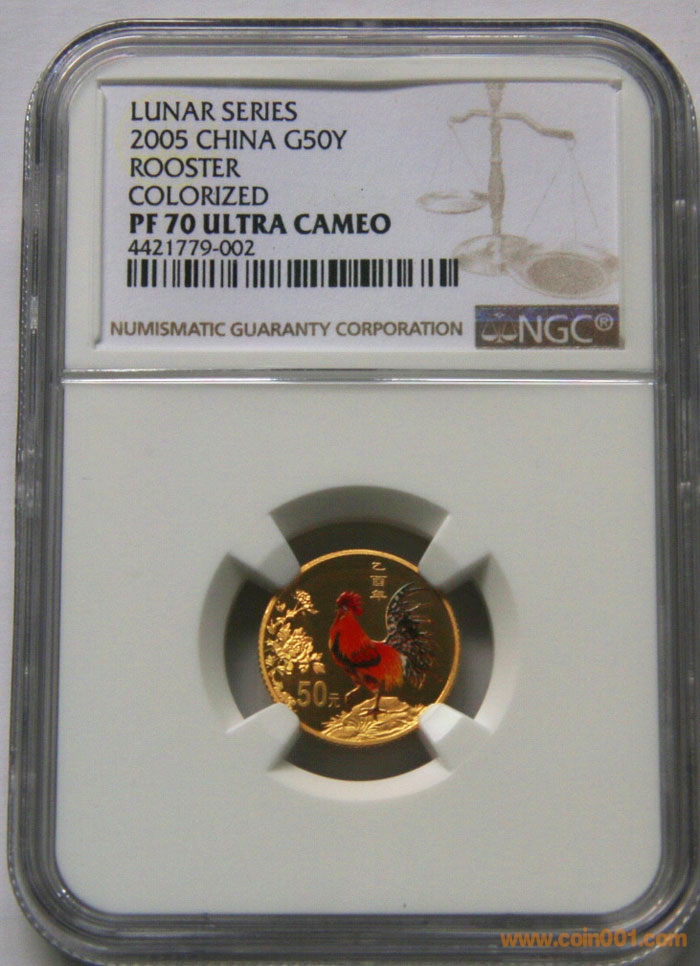 LUNAR SERIES
2005 CHINA G50Y
ROOSTER
COLORIZED
PF 70 ULTRA CAMEO
4421779-002
NUMISMATIC GUARANTY CORPORATION
NGC®
乙酉年
50元
www.coin001.com